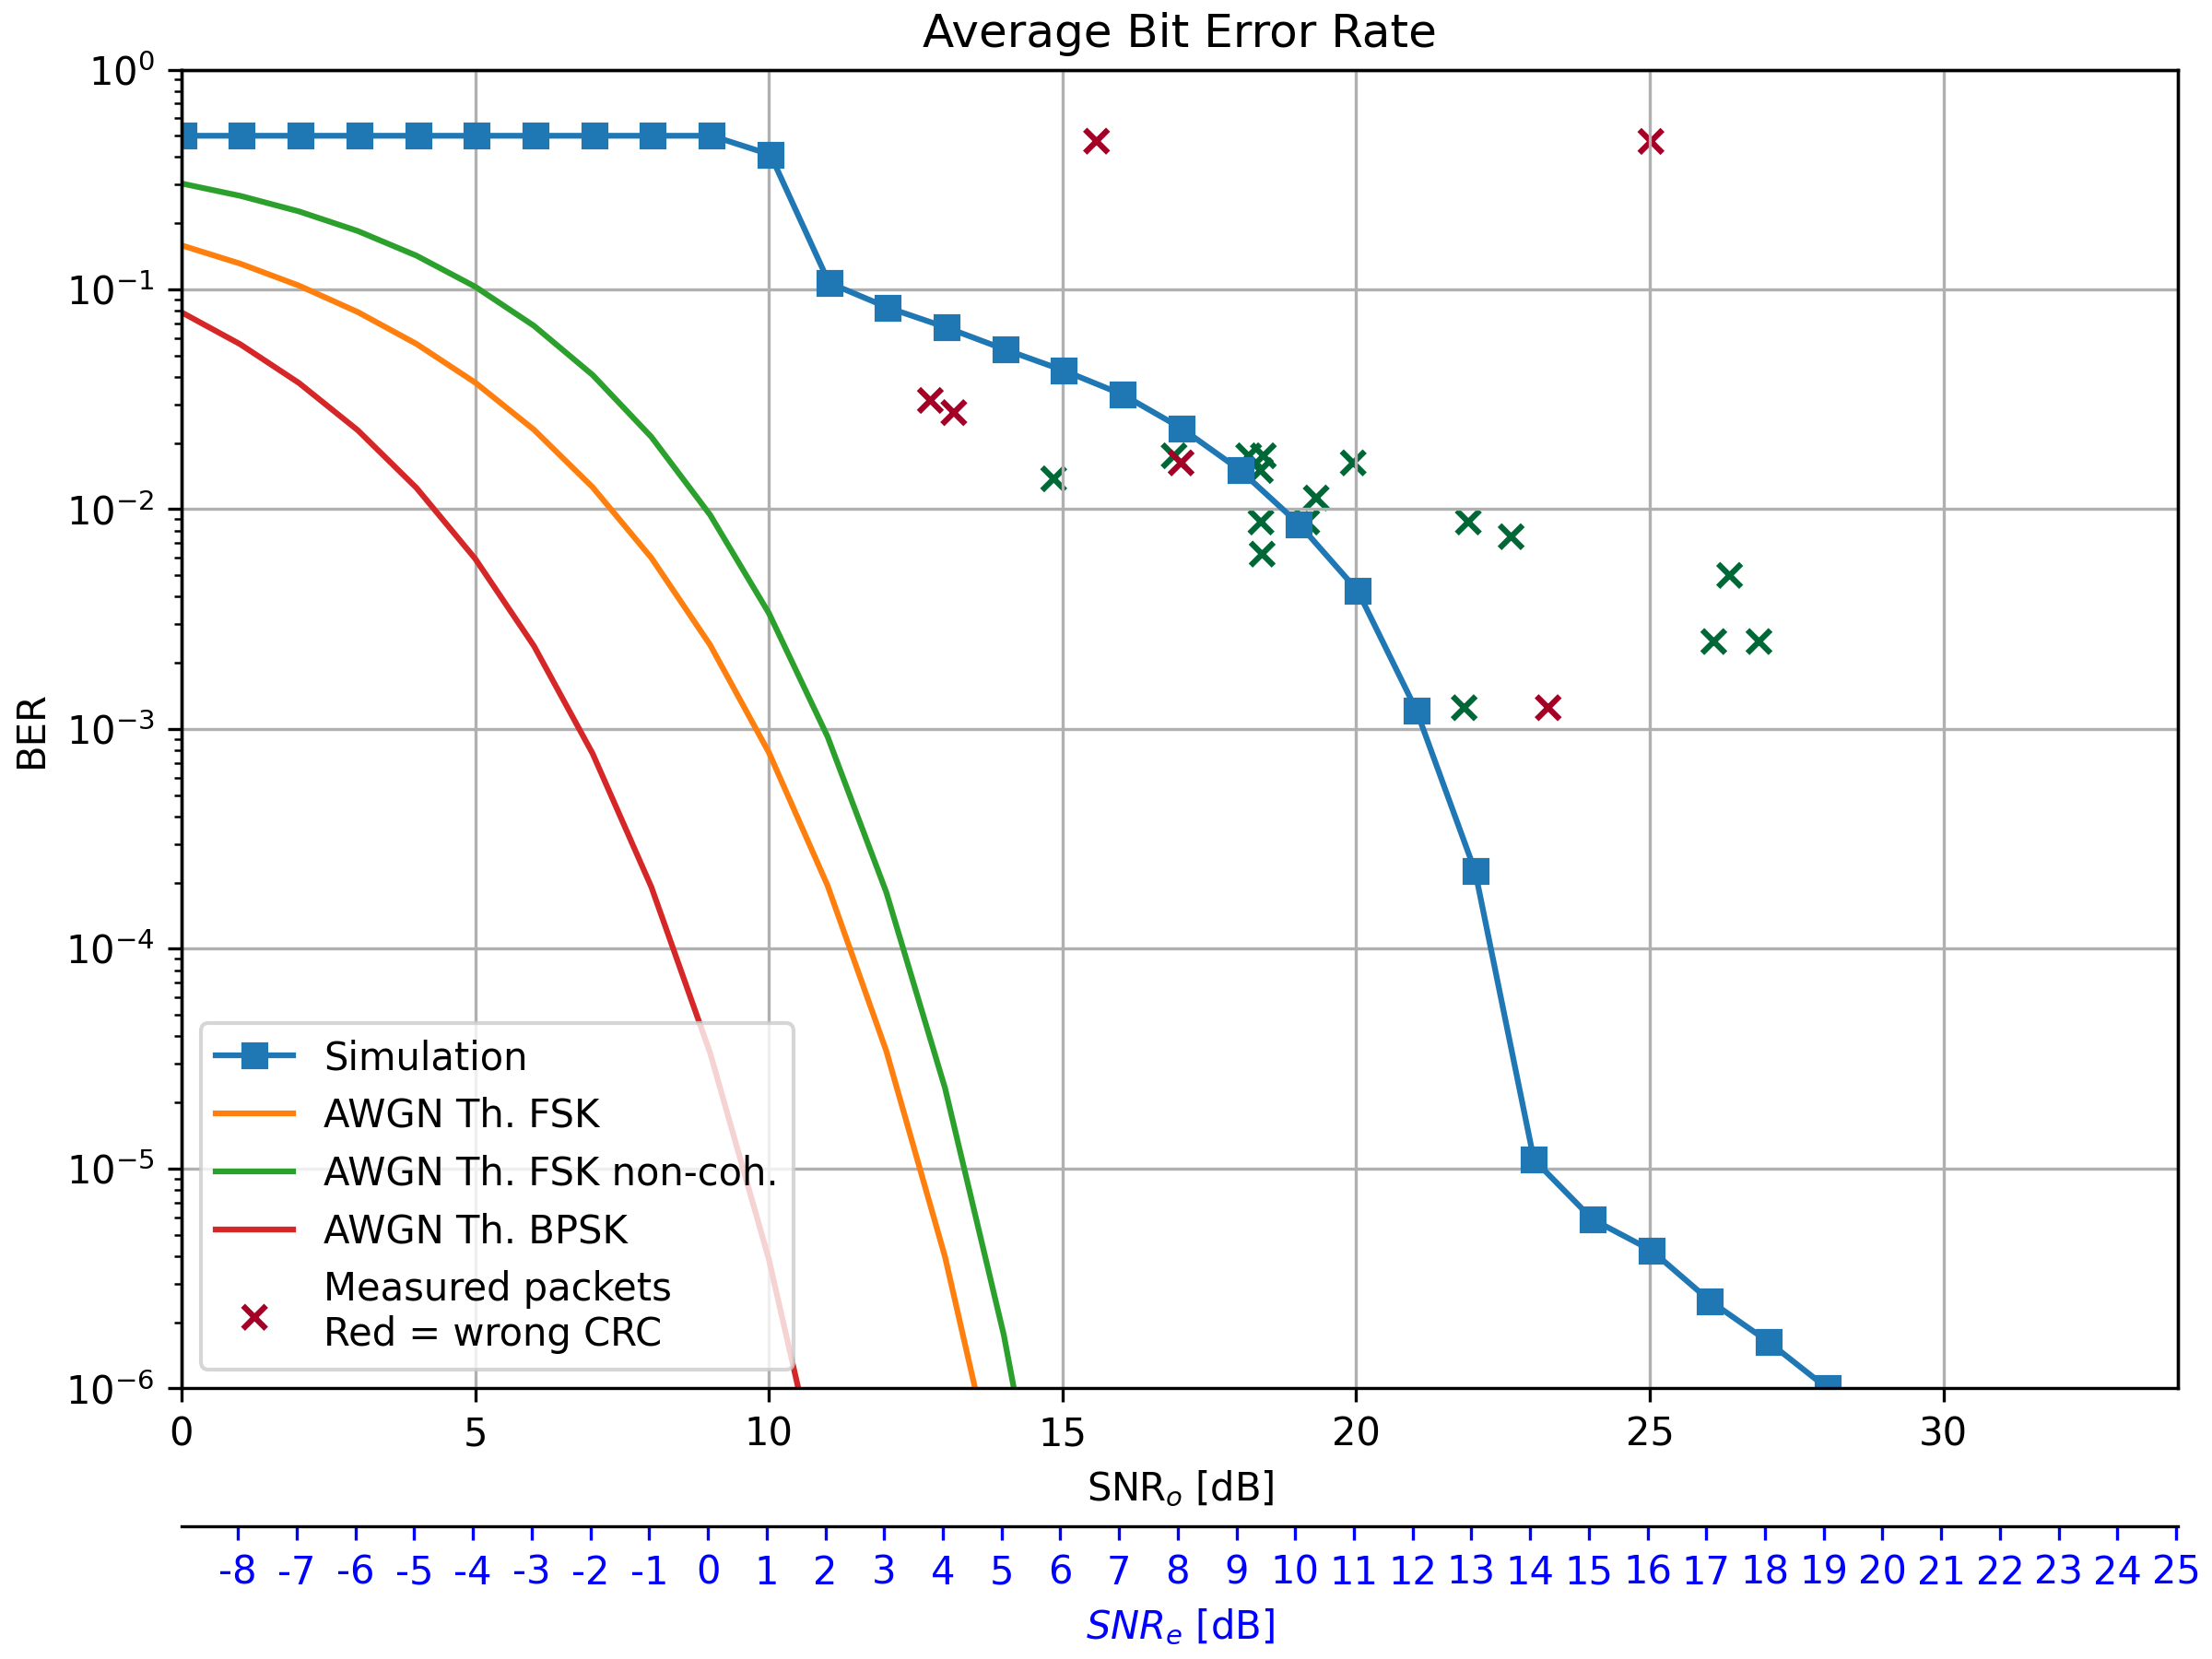 Average Bit Error Rate
10⁰
10⁻¹
10⁻²
10⁻³
10⁻⁴
10⁻⁵
10⁻⁶
BER
Simulation
AWGN Th. FSK
AWGN Th. FSK non-coh.
AWGN Th. BPSK
Measured packets
Red = wrong CRC
0 5 10 15 20 25 30
SNRₒ [dB]
-8 -7 -6 -5 -4 -3 -2 -1 0 1 2 3 4 5 6 7 8 9 10 11 12 13 14 15 16 17 18 19 20 21 22 23 24 25
SNRₑ [dB]